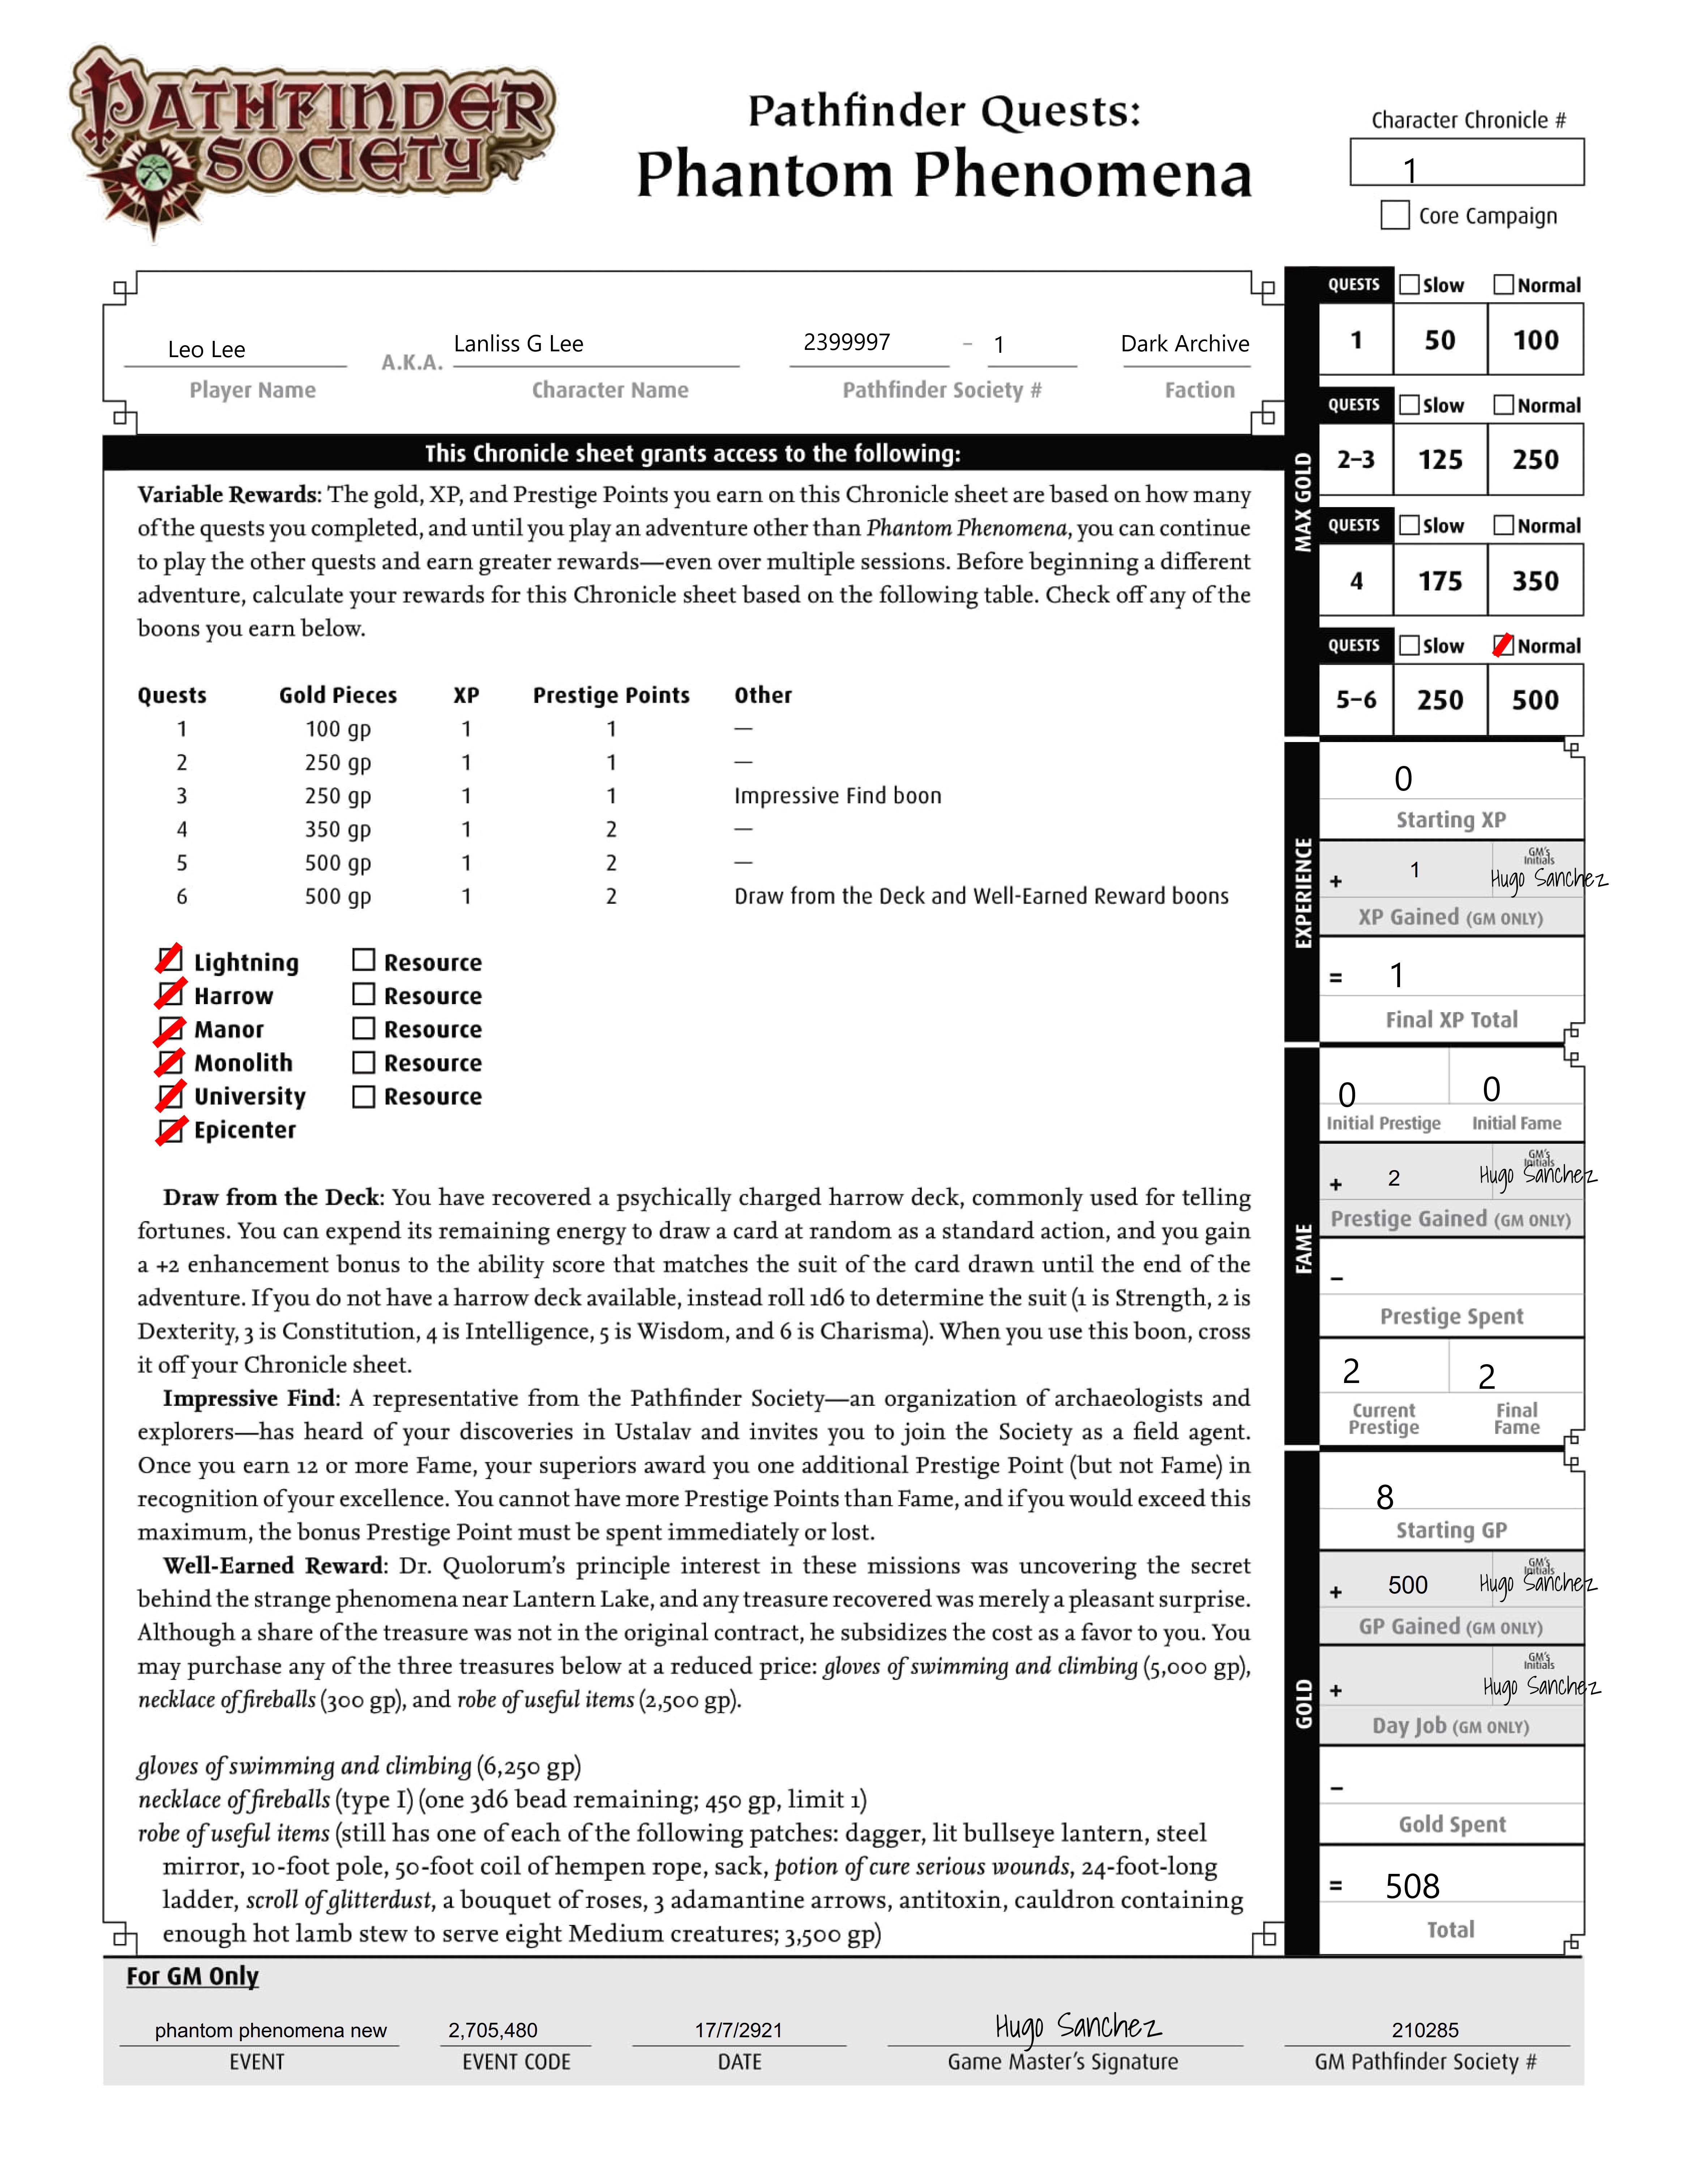 PATHFINDER
SOCIETY
Pathfinder Quests:
Phantom Phenomena
Character Chronicle #
1
Core Campaign
Leo Lee
A.K.A.
Lanliss G Lee
2399997 – 1
Dark Archive
Player Name
Character Name
Pathfinder Society #
Faction
This Chronicle sheet grants access to the following:
Variable Rewards: The gold, XP, and Prestige Points you earn on this Chronicle sheet are based on how many
of the quests you completed, and until you play an adventure other than Phantom Phenomena, you can continue
to play the other quests and earn greater rewards—even over multiple sessions. Before beginning a different
adventure, calculate your rewards for this Chronicle sheet based on the following table. Check off any of the
boons you earn below.
Quests Gold Pieces XP Prestige Points Other
1 100 gp 1 1 —
2 250 gp 1 1 —
3 250 gp 1 1 Impressive Find boon
4 350 gp 1 2 —
5 500 gp 1 2 —
6 500 gp 1 2 Draw from the Deck and Well-Earned Reward boons
Lightning Resource
Harrow Resource
Manor Resource
Monolith Resource
University Resource
Epicenter
Draw from the Deck: You have recovered a psychically charged harrow deck, commonly used for telling
fortunes. You can expend its remaining energy to draw a card at random as a standard action, and you gain
a +2 enhancement bonus to the ability score that matches the suit of the card drawn until the end of the
adventure. If you do not have a harrow deck available, instead roll 1d6 to determine the suit (1 is Strength, 2 is
Dexterity, 3 is Constitution, 4 is Intelligence, 5 is Wisdom, and 6 is Charisma). When you use this boon, cross
it off your Chronicle sheet.
Impressive Find: A representative from the Pathfinder Society—an organization of archaeologists and
explorers—has heard of your discoveries in Ustalav and invites you to join the Society as a field agent.
Once you earn 12 or more Fame, your superiors award you one additional Prestige Point (but not Fame) in
recognition of your excellence. You cannot have more Prestige Points than Fame, and if you would exceed this
maximum, the bonus Prestige Point must be spent immediately or lost.
Well-Earned Reward: Dr. Quolorum's principle interest in these missions was uncovering the secret
behind the strange phenomena near Lantern Lake, and any treasure recovered was merely a pleasant surprise.
Although a share of the treasure was not in the original contract, he subsidizes the cost as a favor to you. You
may purchase any of the three treasures below at a reduced price: gloves of swimming and climbing (5,000 gp),
necklace of fireballs (300 gp), and robe of useful items (2,500 gp).
gloves of swimming and climbing (6,250 gp)
necklace of fireballs (type I) (one 3d6 bead remaining; 450 gp, limit 1)
robe of useful items (still has one of each of the following patches: dagger, lit bullseye lantern, steel
mirror, 10-foot pole, 50-foot coil of hempen rope, sack, potion of cure serious wounds, 24-foot-long
ladder, scroll of glitterdust, a bouquet of roses, 3 adamantine arrows, antitoxin, cauldron containing
enough hot lamb stew to serve eight Medium creatures; 3,500 gp)
MAX GOLD
QUESTS Slow Normal
1 50 100
QUESTS Slow Normal
2–3 125 250
QUESTS Slow Normal
4 175 350
QUESTS Slow Normal
5–6 250 500
EXPERIENCE
0
Starting XP
GM's
Initials
+ 1 Hugo Sanchez
XP Gained (GM ONLY)
= 1
Final XP Total
FAME
0 0
Initial Prestige Initial Fame
GM's
Initials
+ 2 Hugo Sanchez
Prestige Gained (GM ONLY)
–
Prestige Spent
2 2
Current Final
Prestige Fame
GOLD
8
Starting GP
GM's
Initials
+ 500 Hugo Sanchez
GP Gained (GM ONLY)
GM's
Initials
+ Hugo Sanchez
Day Job (GM ONLY)
–
Gold Spent
= 508
Total
For GM Only
phantom phenomena new
2,705,480
17/7/2921
Hugo Sanchez
210285
EVENT
EVENT CODE
DATE
Game Master's Signature
GM Pathfinder Society #